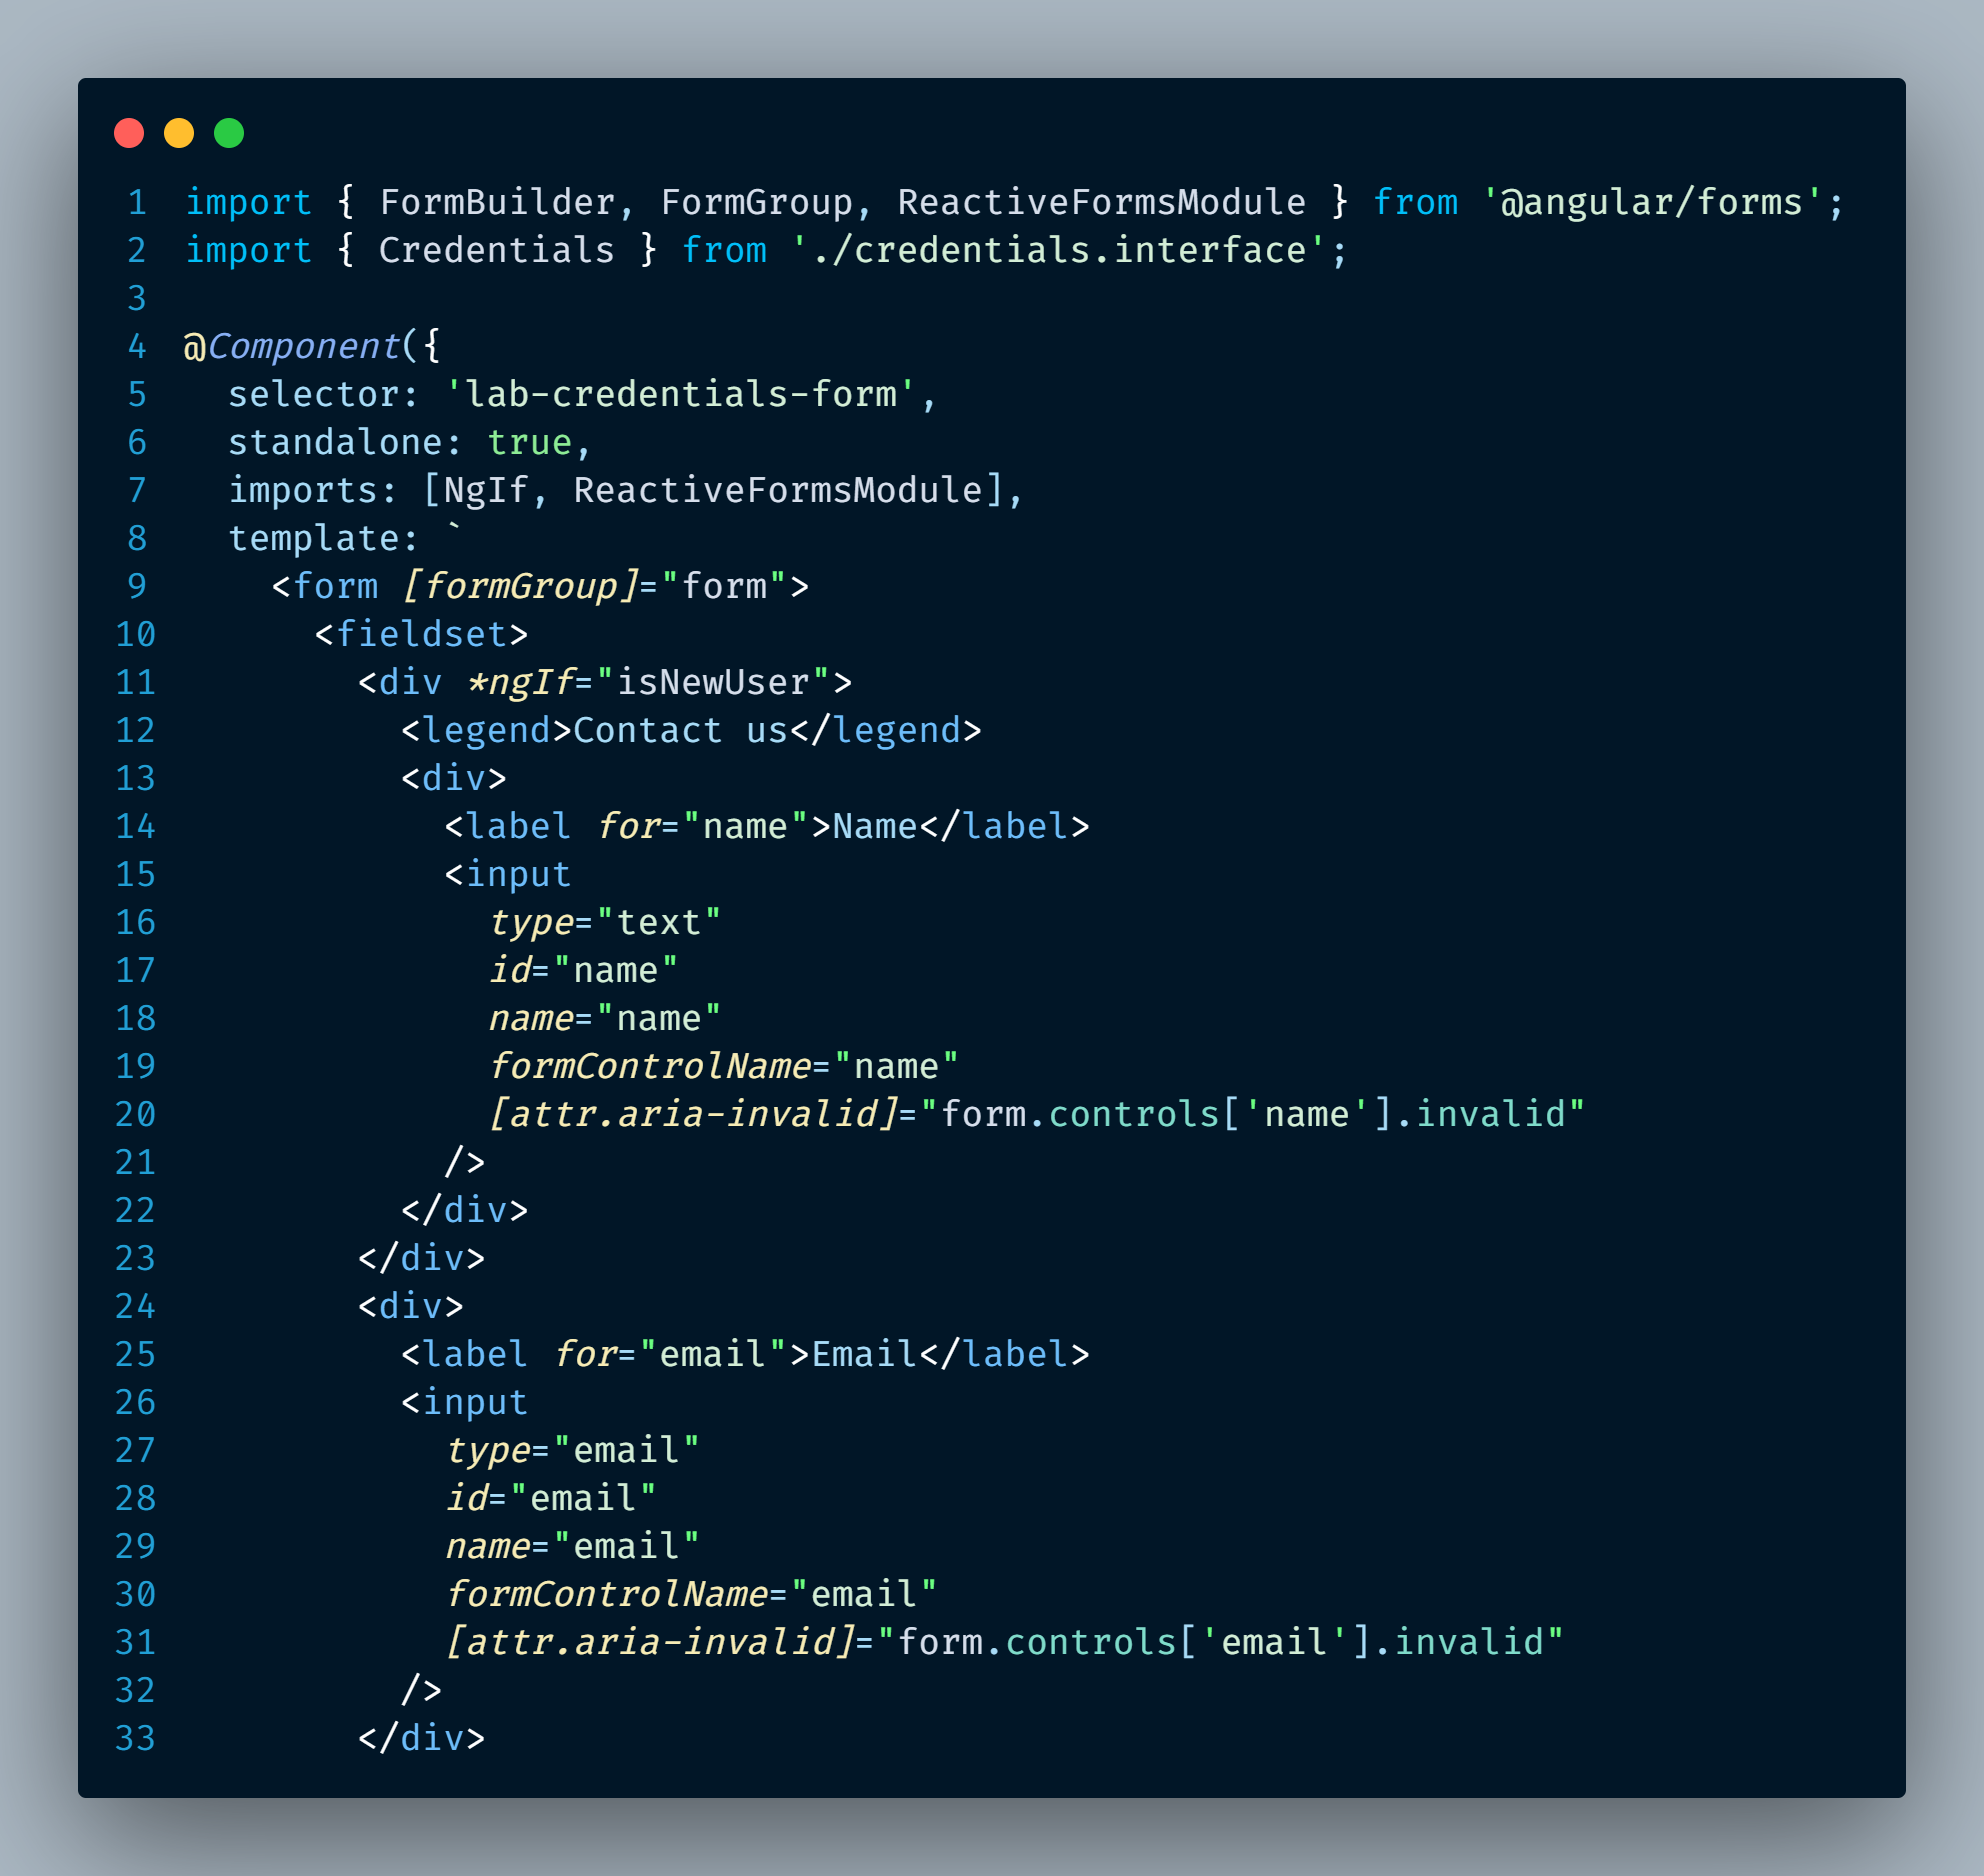 1 import { FormBuilder, FormGroup, ReactiveFormsModule } from '@angular/forms';
2 import { Credentials } from './credentials.interface';
3
4 @Component({
5   selector: 'lab-credentials-form',
6   standalone: true,
7   imports: [NgIf, ReactiveFormsModule],
8   template: `
9     <form [formGroup]="form">
10       <fieldset>
11         <div *ngIf="isNewUser">
12           <legend>Contact us</legend>
13           <div>
14             <label for="name">Name</label>
15             <input
16               type="text"
17               id="name"
18               name="name"
19               formControlName="name"
20               [attr.aria-invalid]="form.controls['name'].invalid"
21             />
22           </div>
23         </div>
24         <div>
25           <label for="email">Email</label>
26           <input
27             type="email"
28             id="email"
29             name="email"
30             formControlName="email"
31             [attr.aria-invalid]="form.controls['email'].invalid"
32           />
33         </div>